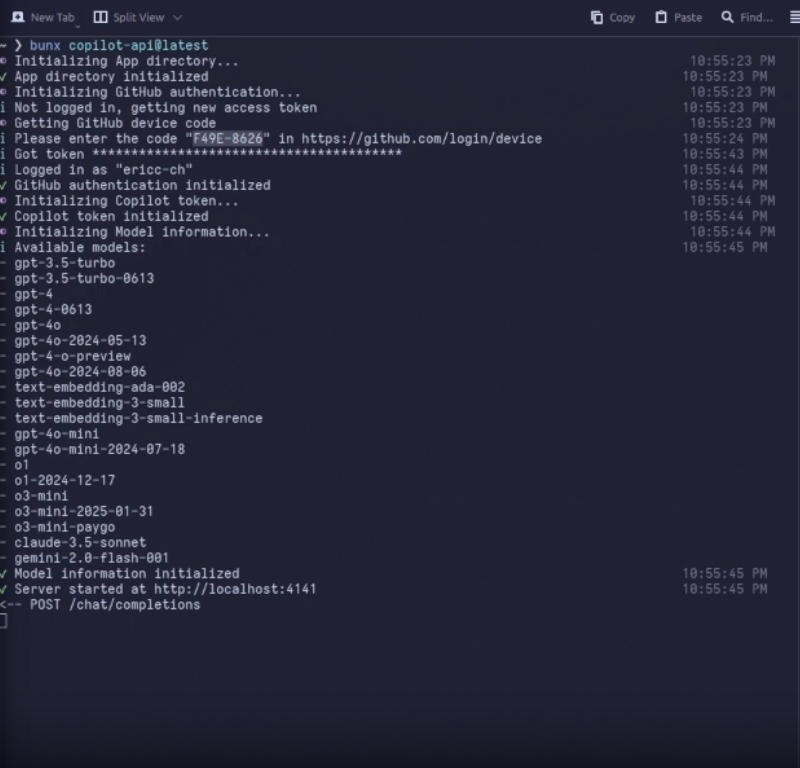 New Tab Split View Copy Paste Find...
~ ❯ bunx copilot-api@latest
Initializing App directory... 10:55:23 PM
✓ App directory initialized 10:55:23 PM
Initializing GitHub authentication... 10:55:23 PM
i Not logged in, getting new access token 10:55:23 PM
Getting GitHub device code 10:55:23 PM
i Please enter the code "F49E-8626" in https://github.com/login/device 10:55:24 PM
i Got token **************************************** 10:55:43 PM
i Logged in as "ericc-ch" 10:55:44 PM
✓ GitHub authentication initialized 10:55:44 PM
Initializing Copilot token... 10:55:44 PM
✓ Copilot token initialized 10:55:44 PM
Initializing Model information... 10:55:44 PM
i Available models: 10:55:45 PM
- gpt-3.5-turbo
- gpt-3.5-turbo-0613
- gpt-4
- gpt-4-0613
- gpt-4o
- gpt-4o-2024-05-13
- gpt-4-o-preview
- gpt-4o-2024-08-06
- text-embedding-ada-002
- text-embedding-3-small
- text-embedding-3-small-inference
- gpt-4o-mini
- gpt-4o-mini-2024-07-18
- o1
- o1-2024-12-17
- o3-mini
- o3-mini-2025-01-31
- o3-mini-paygo
- claude-3.5-sonnet
- gemini-2.0-flash-001
✓ Model information initialized 10:55:45 PM
✓ Server started at http://localhost:4141 10:55:45 PM
<-- POST /chat/completions